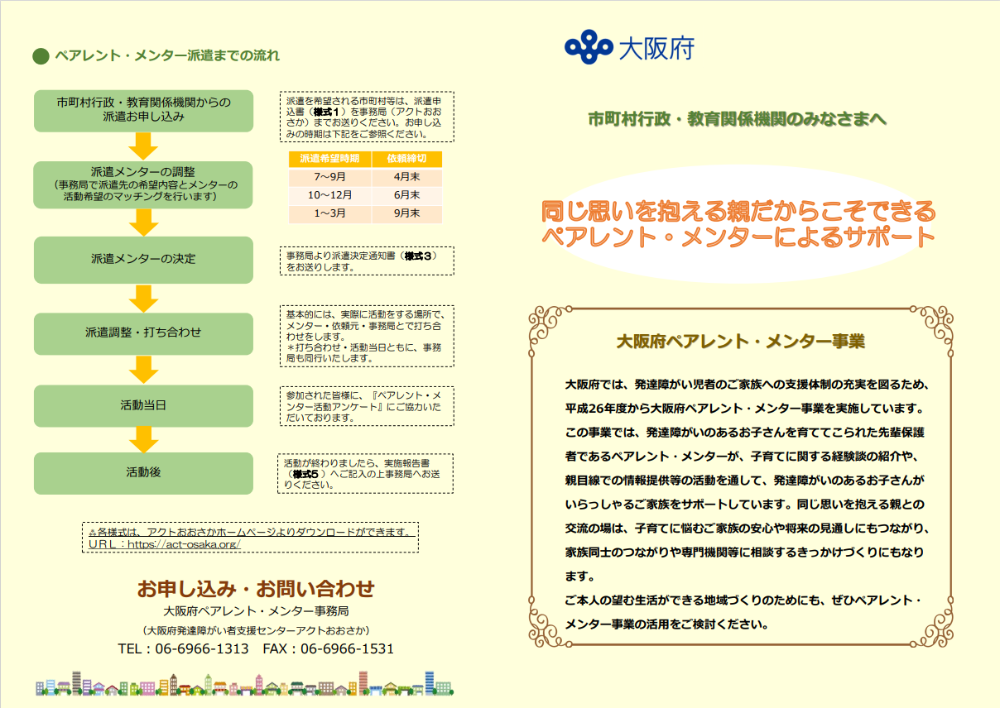 ペアレント・メンター派遣までの流れ
市町村行政・教育関係機関からの
派遣お申し込み
派遣を希望される市町村等は、派遣申
込書（様式１）を事務局（アクトおお
さか）までお送りください。お申し込
みの時期は下記をご参照ください。
派遣希望時期 依頼締切
7～9月 4月末
10～12月 6月末
1～3月 9月末
派遣メンターの調整
（事務局で派遣先の希望内容とメンターの
活動希望のマッチングを行います）
派遣メンターの決定
事務局より派遣決定通知書（様式３）
をお送りします。
派遣調整・打ち合わせ
基本的には、実際に活動をする場所で、
メンター・依頼元・事務局とで打ち合
わせをします。
＊打ち合わせ・活動当日ともに、事務
局も同行いたします。
活動当日
参加された皆様に、『ペアレント・メ
ンター活動アンケート』にご協力いた
だいております。
活動後
活動が終わりましたら、実施報告書
（様式5）へご記入の上事務局へお送
りください。
⁂各様式は、アクトおおさかホームページよりダウンロードができます。
ＵＲＬ：https://act-osaka.org/
お申し込み・お問い合わせ
大阪府ペアレント・メンター事務局
（大阪府発達障がい者支援センターアクトおおさか）
TEL：06-6966-1313　FAX：06-6966-1531
大阪府
市町村行政・教育関係機関のみなさまへ
同じ思いを抱える親だからこそできる
ペアレント・メンターによるサポート
大阪府ペアレント・メンター事業
大阪府では、発達障がい児者のご家族への支援体制の充実を図るため、
平成26年度から大阪府ペアレント・メンター事業を実施しています。
この事業では、発達障がいのあるお子さんを育ててこられた先輩保護
者であるペアレント・メンターが、子育てに関する経験談の紹介や、
親目線での情報提供等の活動を通して、発達障がいのあるお子さんが
いらっしゃるご家族をサポートしています。同じ思いを抱える親との
交流の場は、子育てに悩むご家族の安心や将来の見通しにもつながり、
家族同士のつながりや専門機関等に相談するきっかけづくりにもなり
ます。
ご本人の望む生活ができる地域づくりのためにも、ぜひペアレント・
メンター事業の活用をご検討ください。